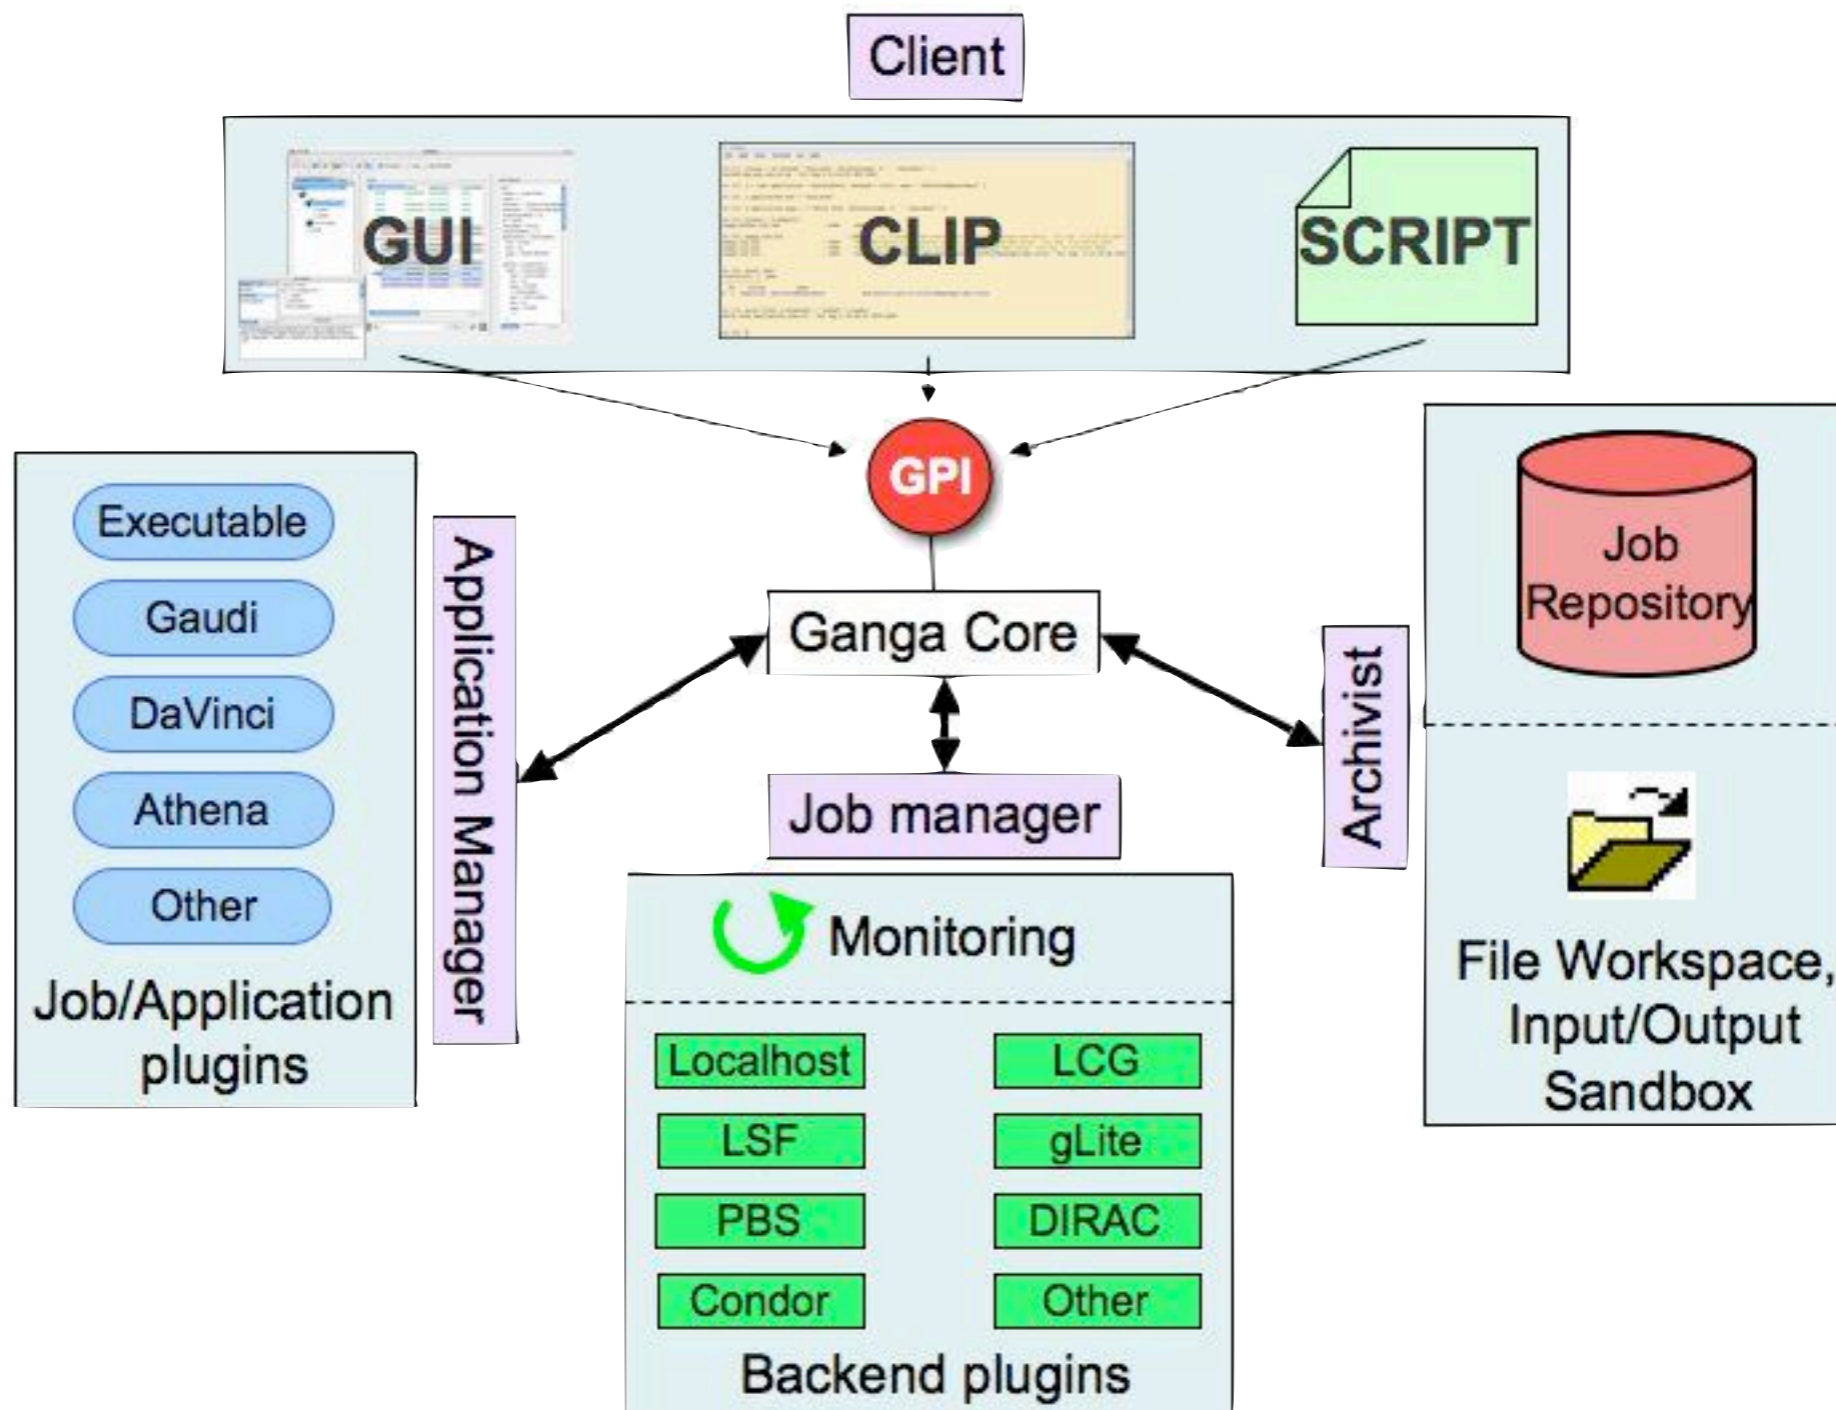 Client
GUI
CLIP
SCRIPT
GPI
Executable
Gaudi
DaVinci
Athena
Other
Job/Application
plugins
Application Manager
Ganga Core
Job manager
Monitoring
Localhost
LCG
LSF
gLite
PBS
DIRAC
Condor
Other
Backend plugins
Archivist
Job
Repository
File Workspace,
Input/Output
Sandbox